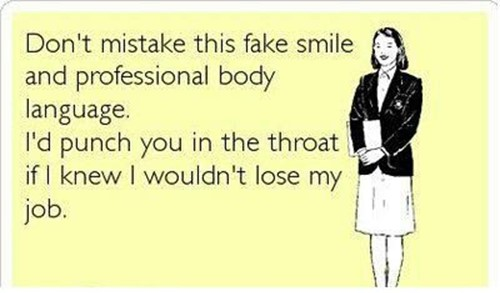 Don't mistake this fake smile
and professional body
language.
I'd punch you in the throat
if I knew I wouldn't lose my
job.